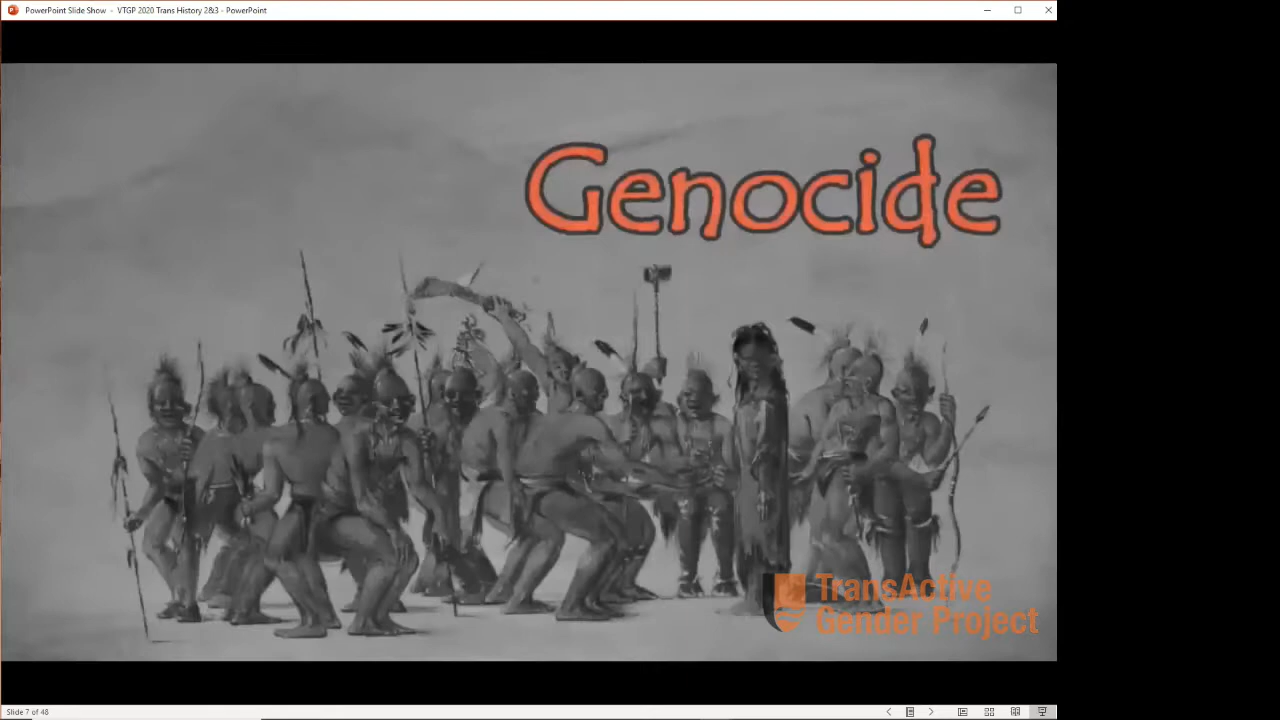 PowerPoint Slide Show - VTGP 2020 Trans History 2&3 - PowerPoint
Genocide
TransActive
Gender Project
Slide 7 of 48